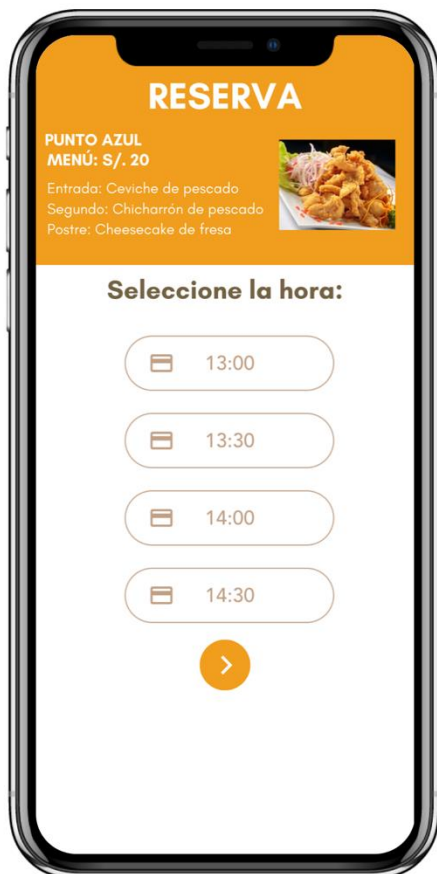 RESERVA
PUNTO AZUL
MENÚ: S/. 20
Entrada: Ceviche de pescado
Segundo: Chicharrón de pescado
Postre: Cheesecake de fresa
Seleccione la hora:
13:00
13:30
14:00
14:30